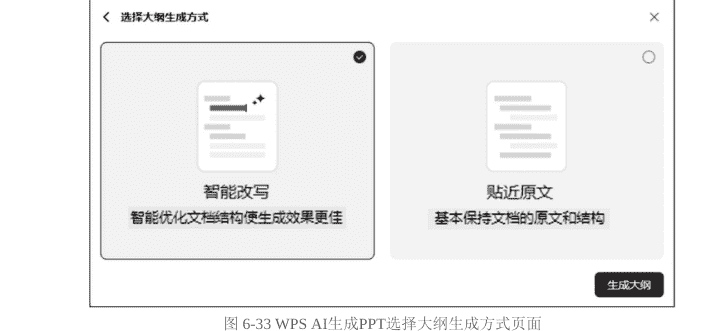 选择大纲生成方式
智能改写
智能优化文档结构使生成效果更佳
贴近原文
基本保持文档的原文和结构
生成大纲
图 6-33 WPS AI生成PPT选择大纲生成方式页面